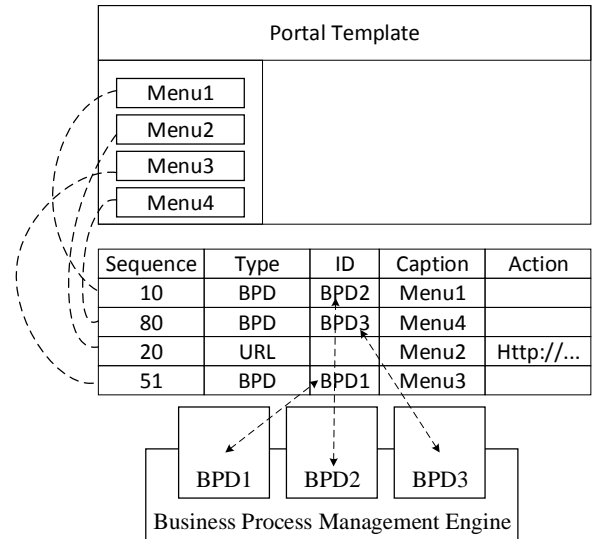 Portal Template
Menu1
Menu2
Menu3
Menu4
Sequence Type ID Caption Action
10 BPD BPD2 Menu1
80 BPD BPD3 Menu4
20 URL Menu2 Http://...
51 BPD BPD1 Menu3
BPD1 BPD2 BPD3
Business Process Management Engine